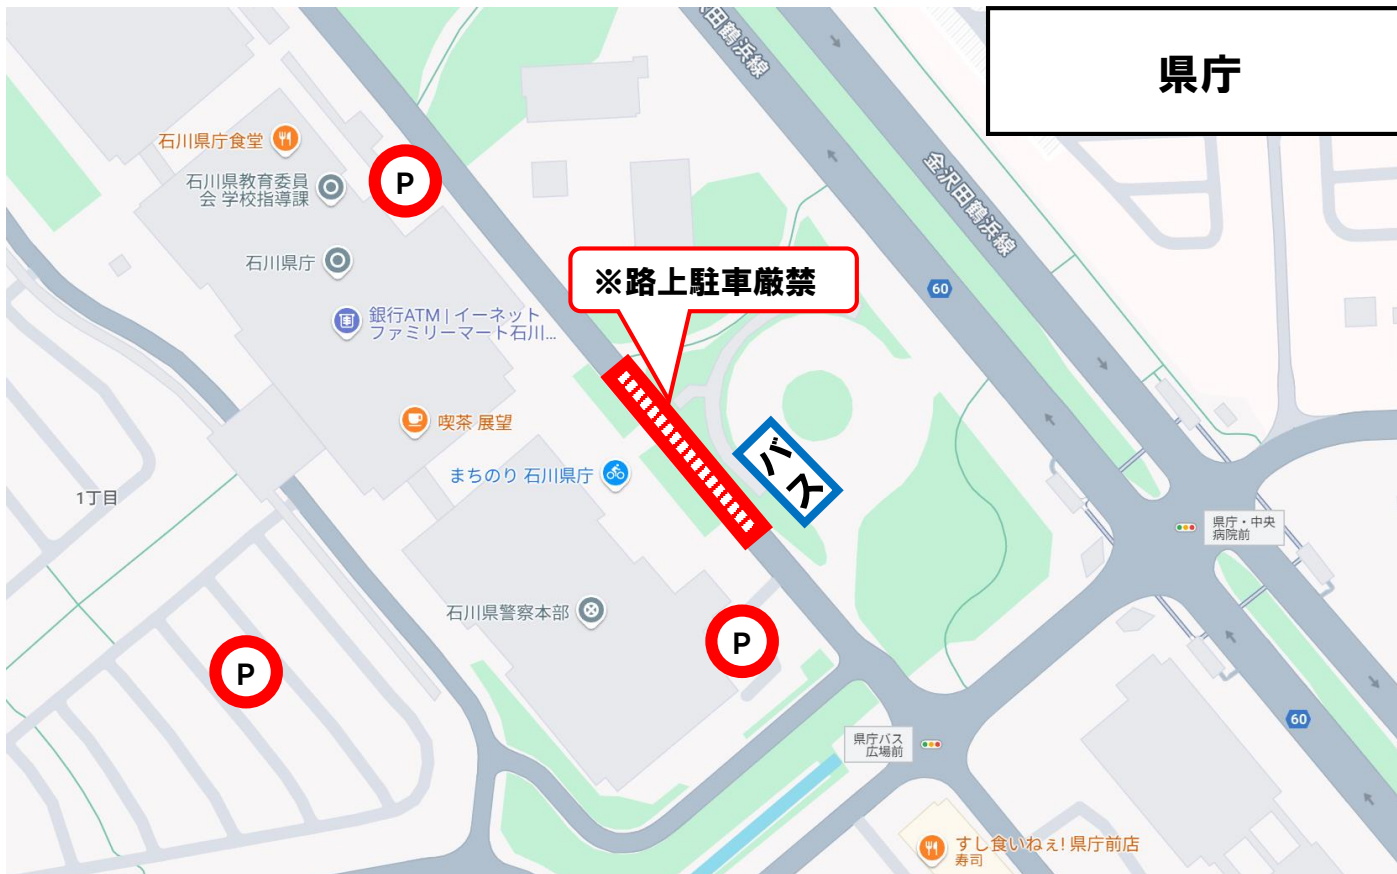 県庁
田鶴浜線
金沢田鶴浜線
石川県庁食堂
P
石川県教育委員
会 学校指導課
石川県庁
※路上駐車厳禁
60
銀行ATM | イーネット
ファミリーマート石川...
喫茶 展望
バス
まちのり 石川県庁
1丁目
県庁・中央
病院前
石川県警察本部
P
P
60
県庁バス
広場前
すし食いねぇ! 県庁前店
寿司